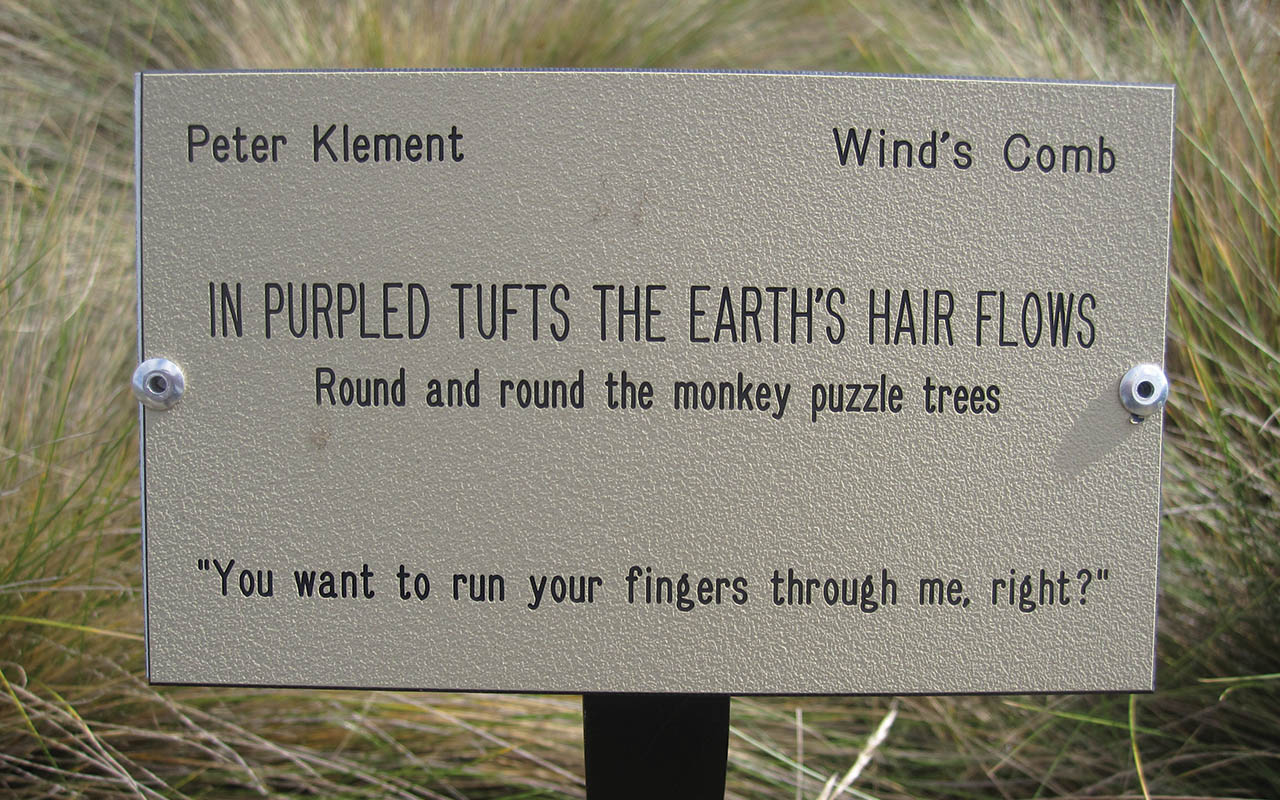 Peter Klement Wind's Comb
IN PURPLED TUFTS THE EARTH'S HAIR FLOWS
Round and round the monkey puzzle trees
"You want to run your fingers through me, right?"